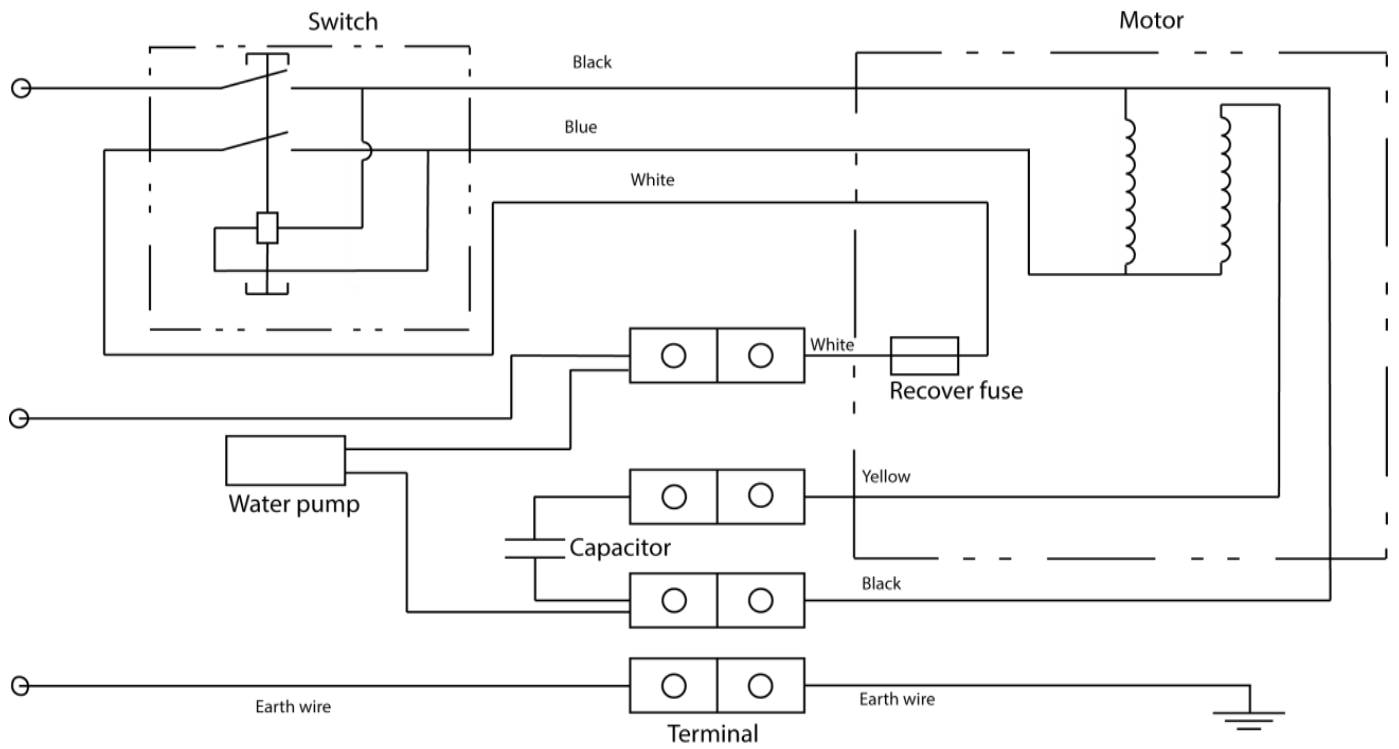 Switch
Motor
Black
Blue
White
White
Recover fuse
Yellow
Water pump
Capacitor
Black
Earth wire
Earth wire
Terminal